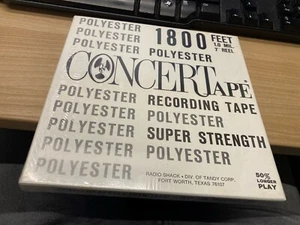 POLYESTER 1800 FEET
POLYESTER 1.0 MIL.
7" REEL
POLYESTER POLYESTER
CONCERTAPE
POLYESTER RECORDING TAPE
POLYESTER POLYESTER
POLYESTER SUPER STRENGTH
POLYESTER POLYESTER
POLYESTER
RADIO SHACK • DIV. OF TANDY CORP.
FORT WORTH, TEXAS 76107
50%
LONGER
PLAY